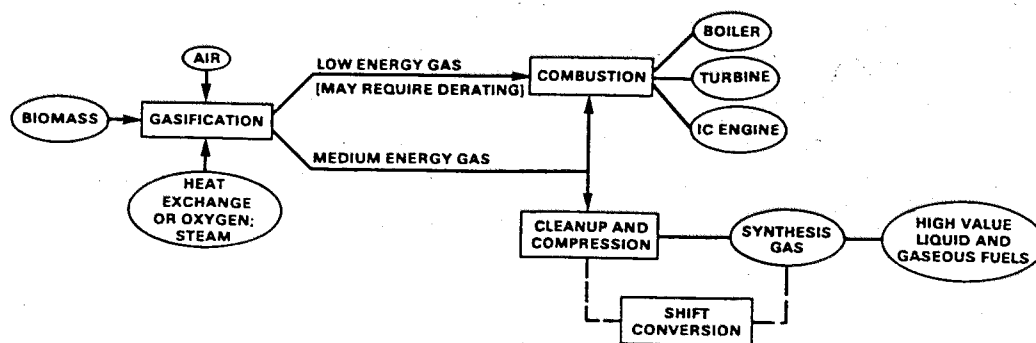 AIR
BIOMASS
GASIFICATION
HEAT
EXCHANGE
OR OXYGEN;
STEAM
LOW ENERGY GAS
[MAY REQUIRE DERATING]
MEDIUM ENERGY GAS
COMBUSTION
BOILER
TURBINE
IC ENGINE
CLEANUP AND
COMPRESSION
SYNTHESIS
GAS
HIGH VALUE
LIQUID AND
GASEOUS FUELS
SHIFT
CONVERSION